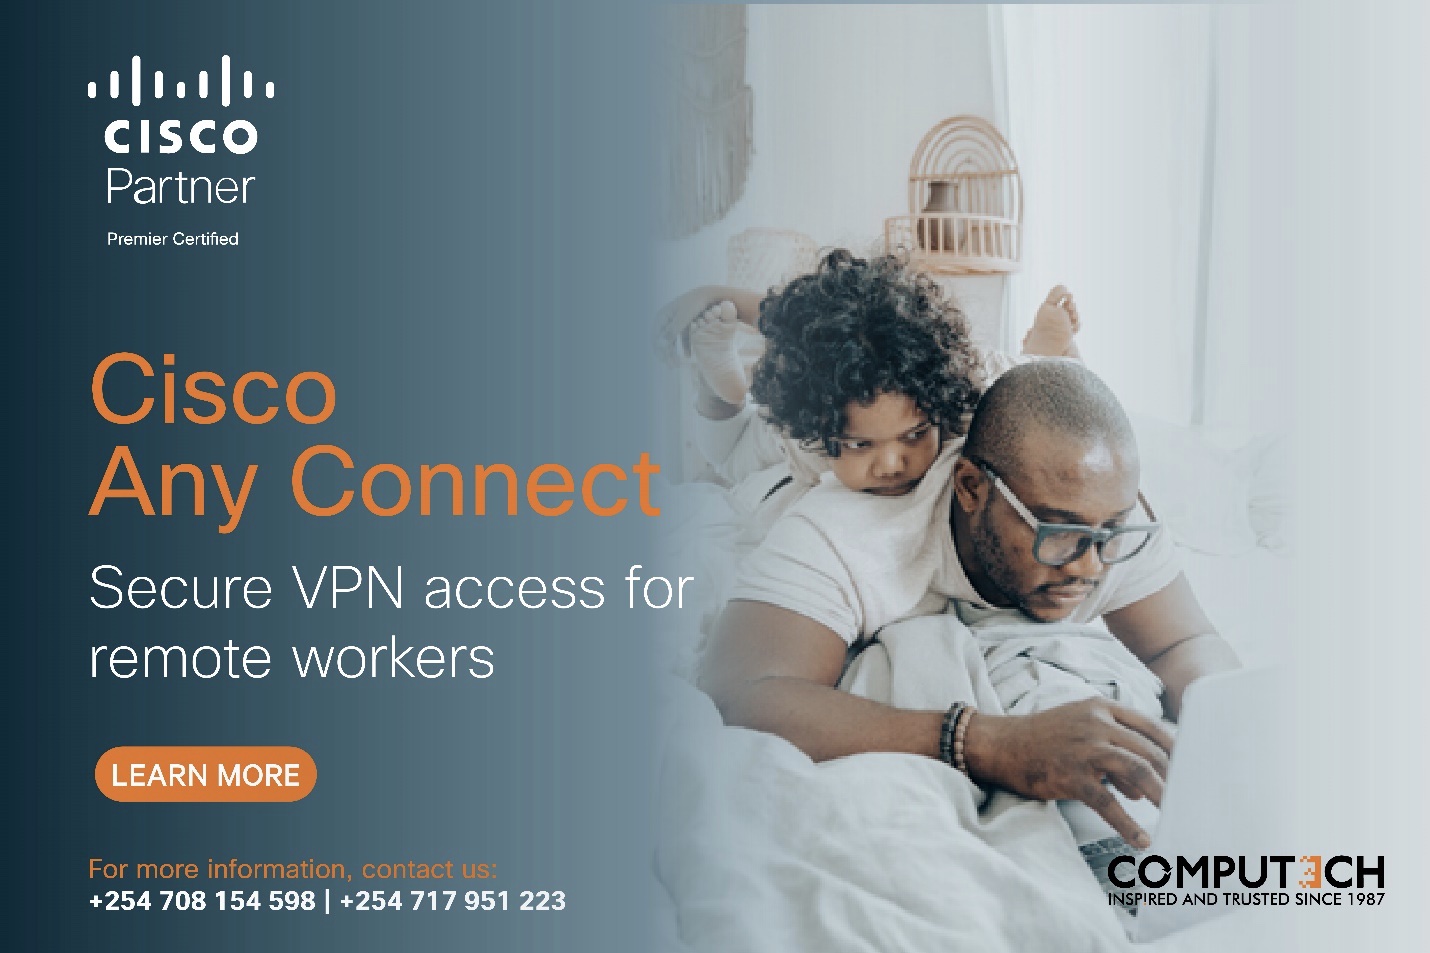 CISCO
Partner
Premier Certified
Cisco
Any Connect
Secure VPN access for
remote workers
LEARN MORE
For more information, contact us:
+254 708 154 598 | +254 717 951 223
COMPUTECH
INSPIRED AND TRUSTED SINCE 1987